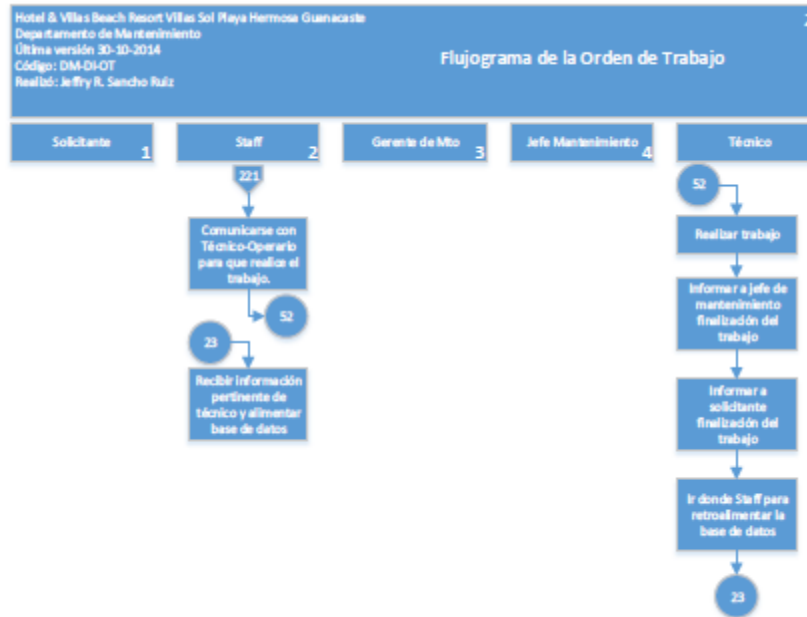 Hotel & Villas Beach Resort Villas Sol Playa Hermosa Guanacaste
Departamento de Mantenimiento
Última versión 30-10-2014
Código: DM-DI-OT
Realizó: Jeffry R. Sancho Ruiz
Flujograma de la Orden de Trabajo
Solicitante
1
Staff
2
Gerente de Mto
3
Jefe Mantenimiento
4
Técnico
221
Comunicarse con
Técnico-Operario
para que realice el
trabajo.
52
23
Recibir información
pertinente de
técnico y alimentar
base de datos
52
Realizar trabajo
Informar a jefe de
mantenimiento
finalización del
trabajo
Informar a
solicitante
finalización del
trabajo
Ir donde Staff para
retroalimentar la
base de datos
23